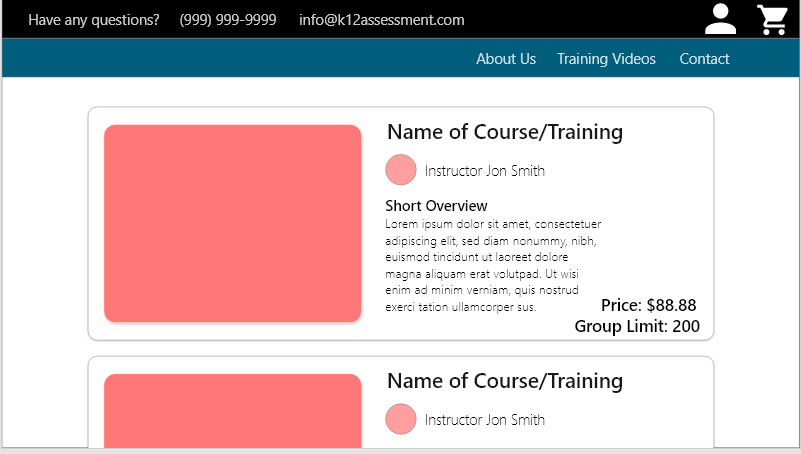 Have any questions? (999) 999-9999 info@k12assessment.com
About Us Training Videos Contact
Name of Course/Training
Instructor Jon Smith
Short Overview
Lorem ipsum dolor sit amet, consectetuer
adipiscing elit, sed diam nonummy, nibh,
euismod tincidunt ut laoreet dolore
magna aliquam erat volutpad. Ut wisi
enim ad minim verniam, quis nostrud
exerci tation ullamcorper sus.
Price: $88.88
Group Limit: 200
Name of Course/Training
Instructor Jon Smith